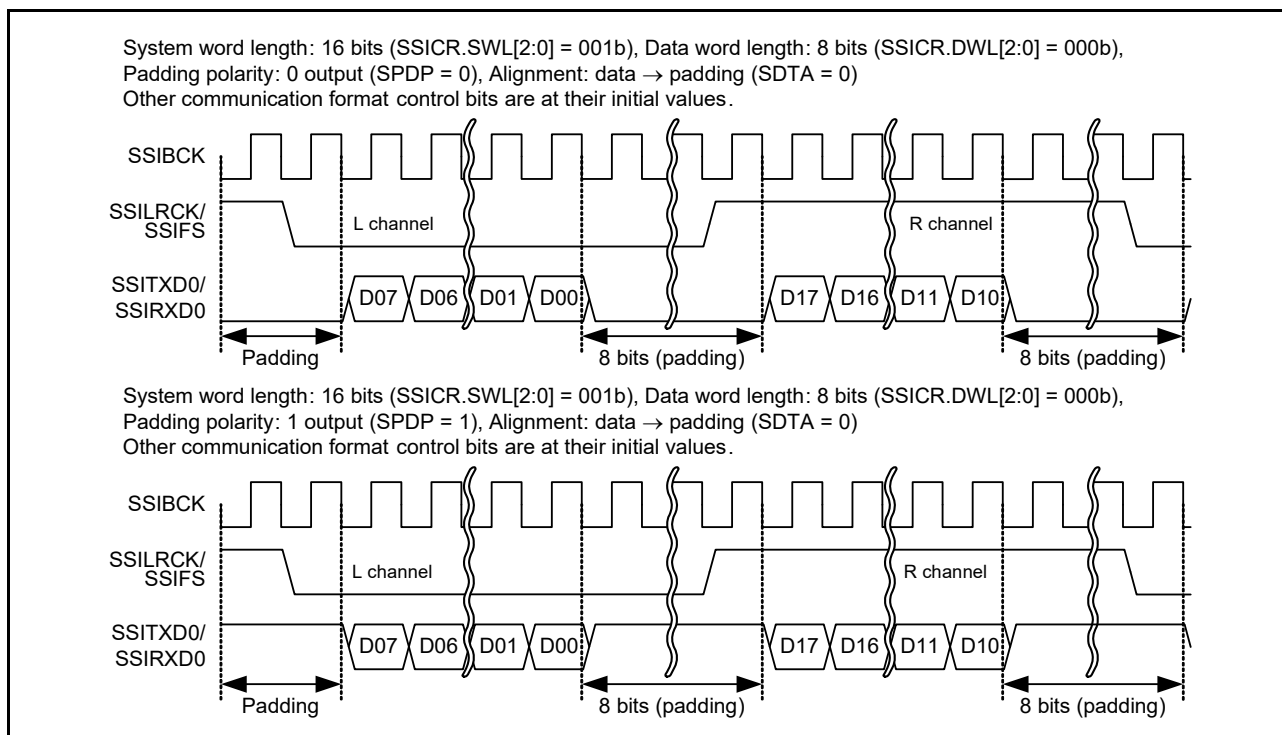 System word length: 16 bits (SSICR.SWL[2:0] = 001b), Data word length: 8 bits (SSICR.DWL[2:0] = 000b),
Padding polarity: 0 output (SPDP = 0), Alignment: data → padding (SDTA = 0)
Other communication format control bits are at their initial values.
SSIBCK
SSILRCK/
SSIFS
L channel
R channel
SSITXD0/
SSIRXD0
D07 D06 D01 D00 D17 D16 D11 D10
Padding
8 bits (padding)
8 bits (padding)
System word length: 16 bits (SSICR.SWL[2:0] = 001b), Data word length: 8 bits (SSICR.DWL[2:0] = 000b),
Padding polarity: 1 output (SPDP = 1), Alignment: data → padding (SDTA = 0)
Other communication format control bits are at their initial values.
SSIBCK
SSILRCK/
SSIFS
L channel
R channel
SSITXD0/
SSIRXD0
D07 D06 D01 D00 D17 D16 D11 D10
Padding
8 bits (padding)
8 bits (padding)